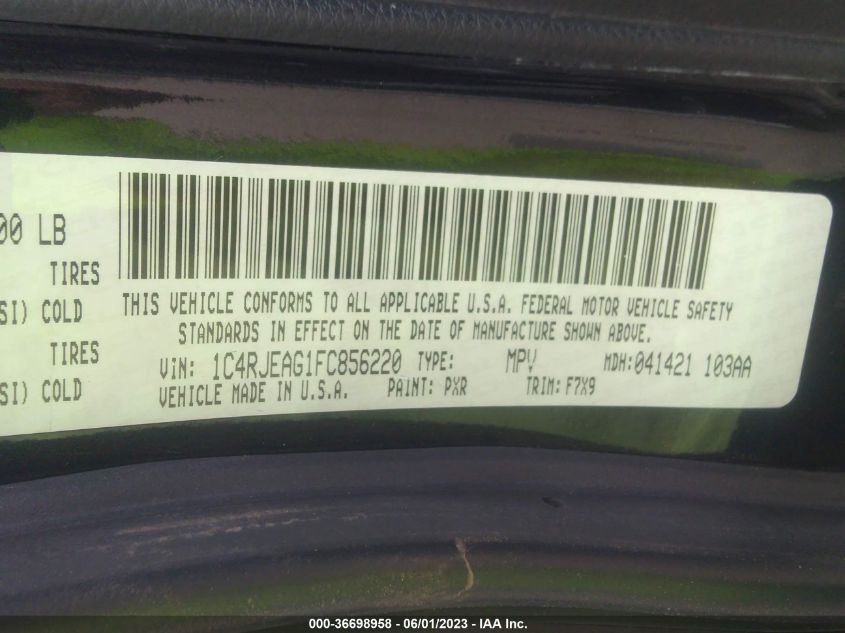 00 LB
TIRES
SI) COLD
TIRES
SI) COLD
THIS VEHICLE CONFORMS TO ALL APPLICABLE U.S.A. FEDERAL MOTOR VEHICLE SAFETY
STANDARDS IN EFFECT ON THE DATE OF MANUFACTURE SHOWN ABOVE.
VIN: 1C4RJEAG1FC856220 TYPE: MPV MDH:041421 103AA
VEHICLE MADE IN U.S.A. PAINT: PXR TRIM: F7X9
000-36698958 - 06/01/2023 - IAA Inc.